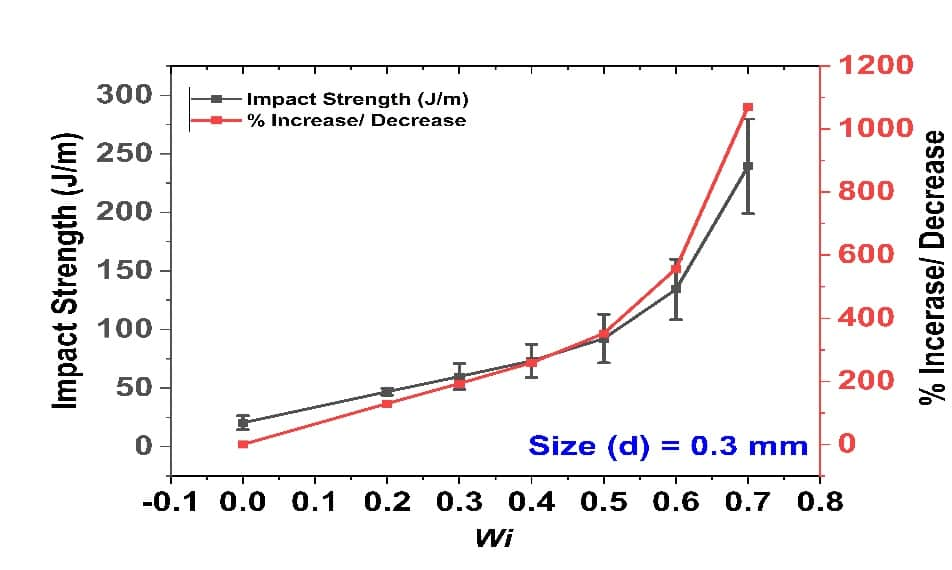 Impact Strength (J/m)
300
250
200
150
100
50
0
Impact Strength (J/m)
% Increase/ Decrease
Size (d) = 0.3 mm
1200
1000
800
600
400
200
0
% Incerase/ Decrease
-0.1 0.0 0.1 0.2 0.3 0.4 0.5 0.6 0.7 0.8
Wi